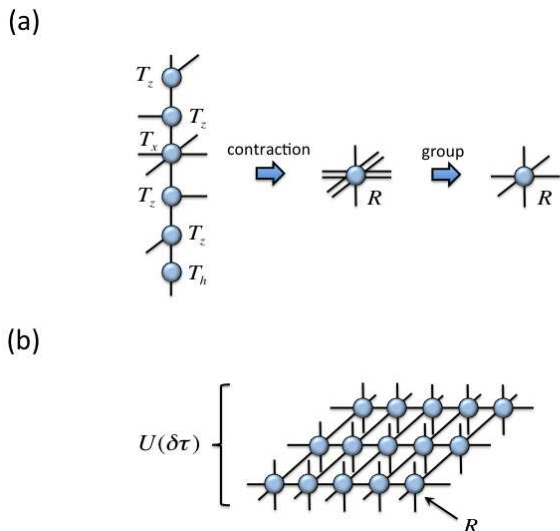 (a)
T_z
T_z
T_x
T_z
T_z
T_h
contraction
R
group
R
(b)
U(δτ)
R